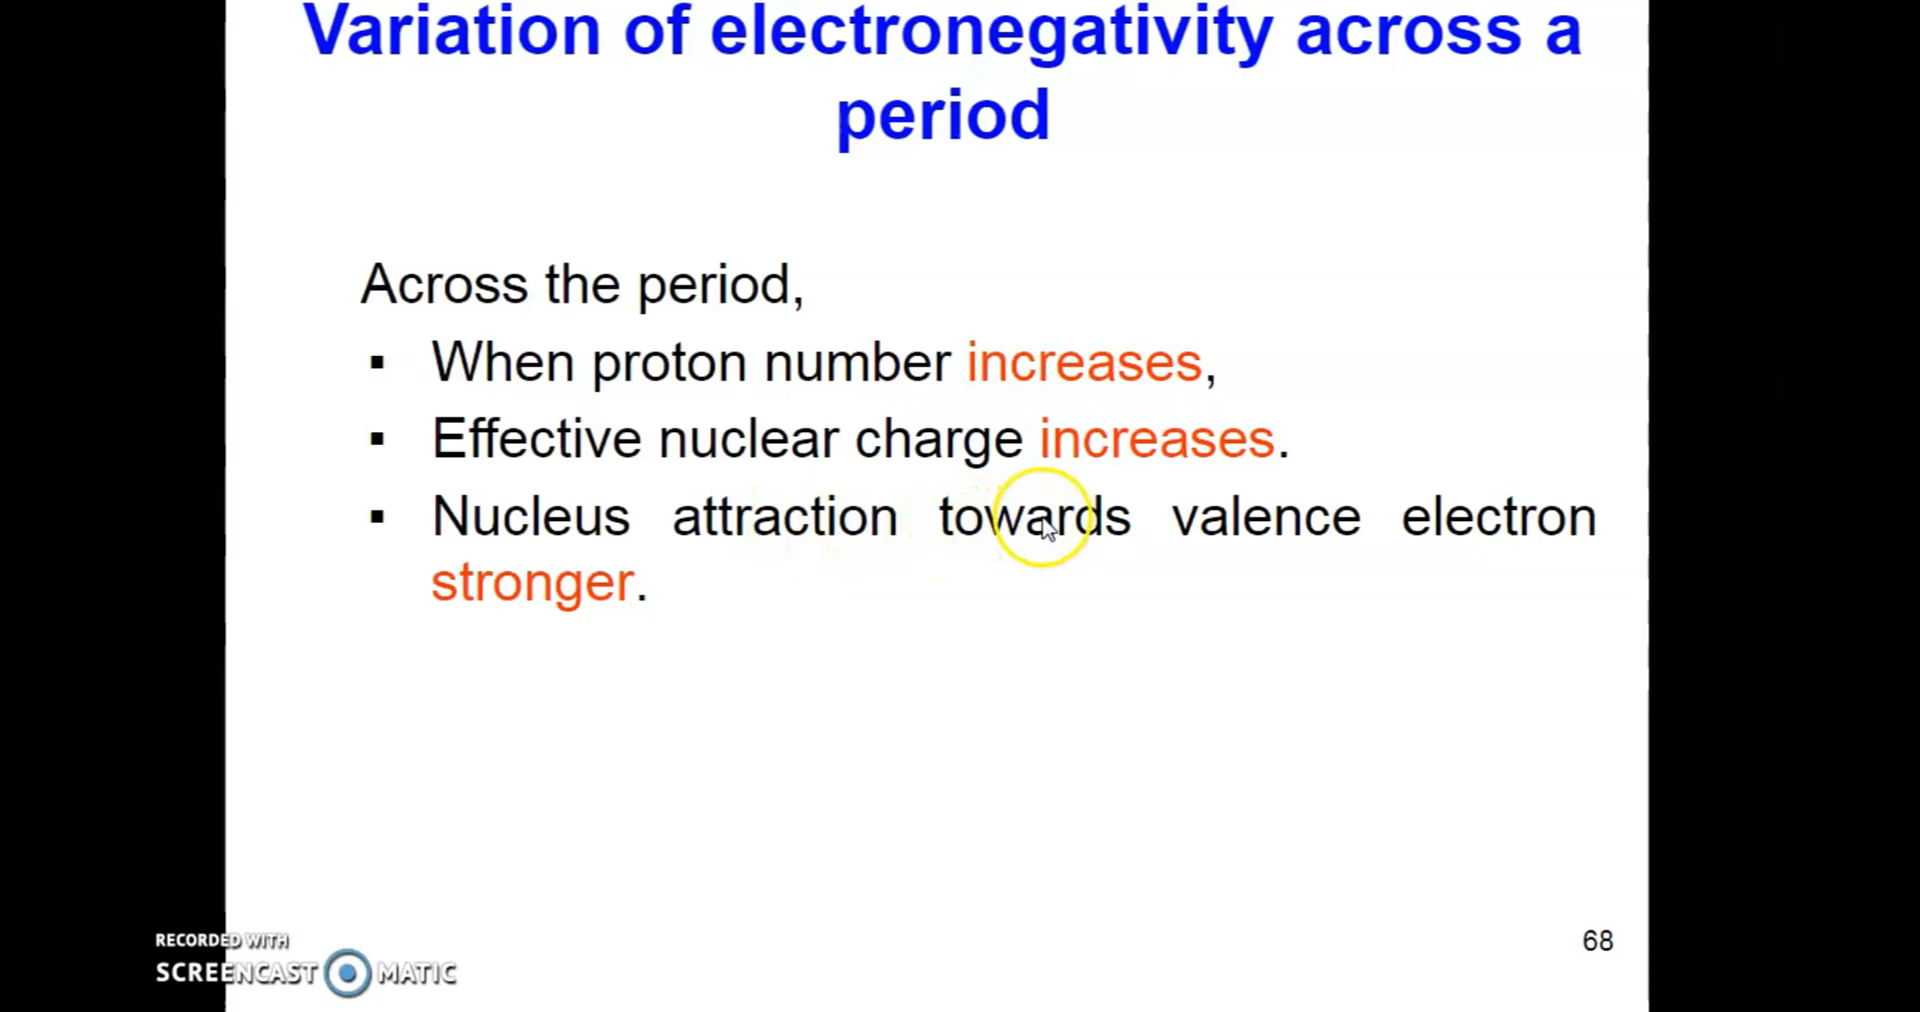 Variation of electronegativity across a
period
Across the period,
▪ When proton number increases,
▪ Effective nuclear charge increases.
▪ Nucleus attraction towards valence electron
stronger.
68
RECORDED WITH
SCREENCAST MATIC